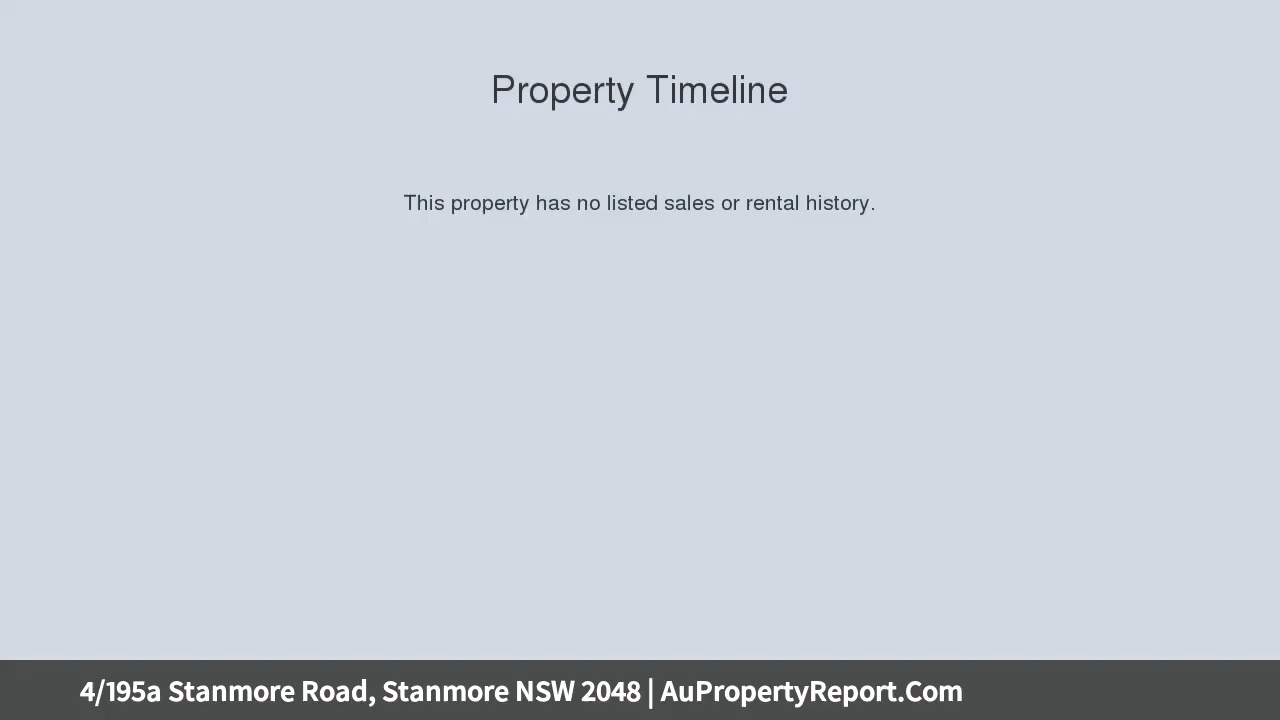 Property Timeline
This property has no listed sales or rental history.
4/195a Stanmore Road, Stanmore NSW 2048 | AuPropertyReport.Com